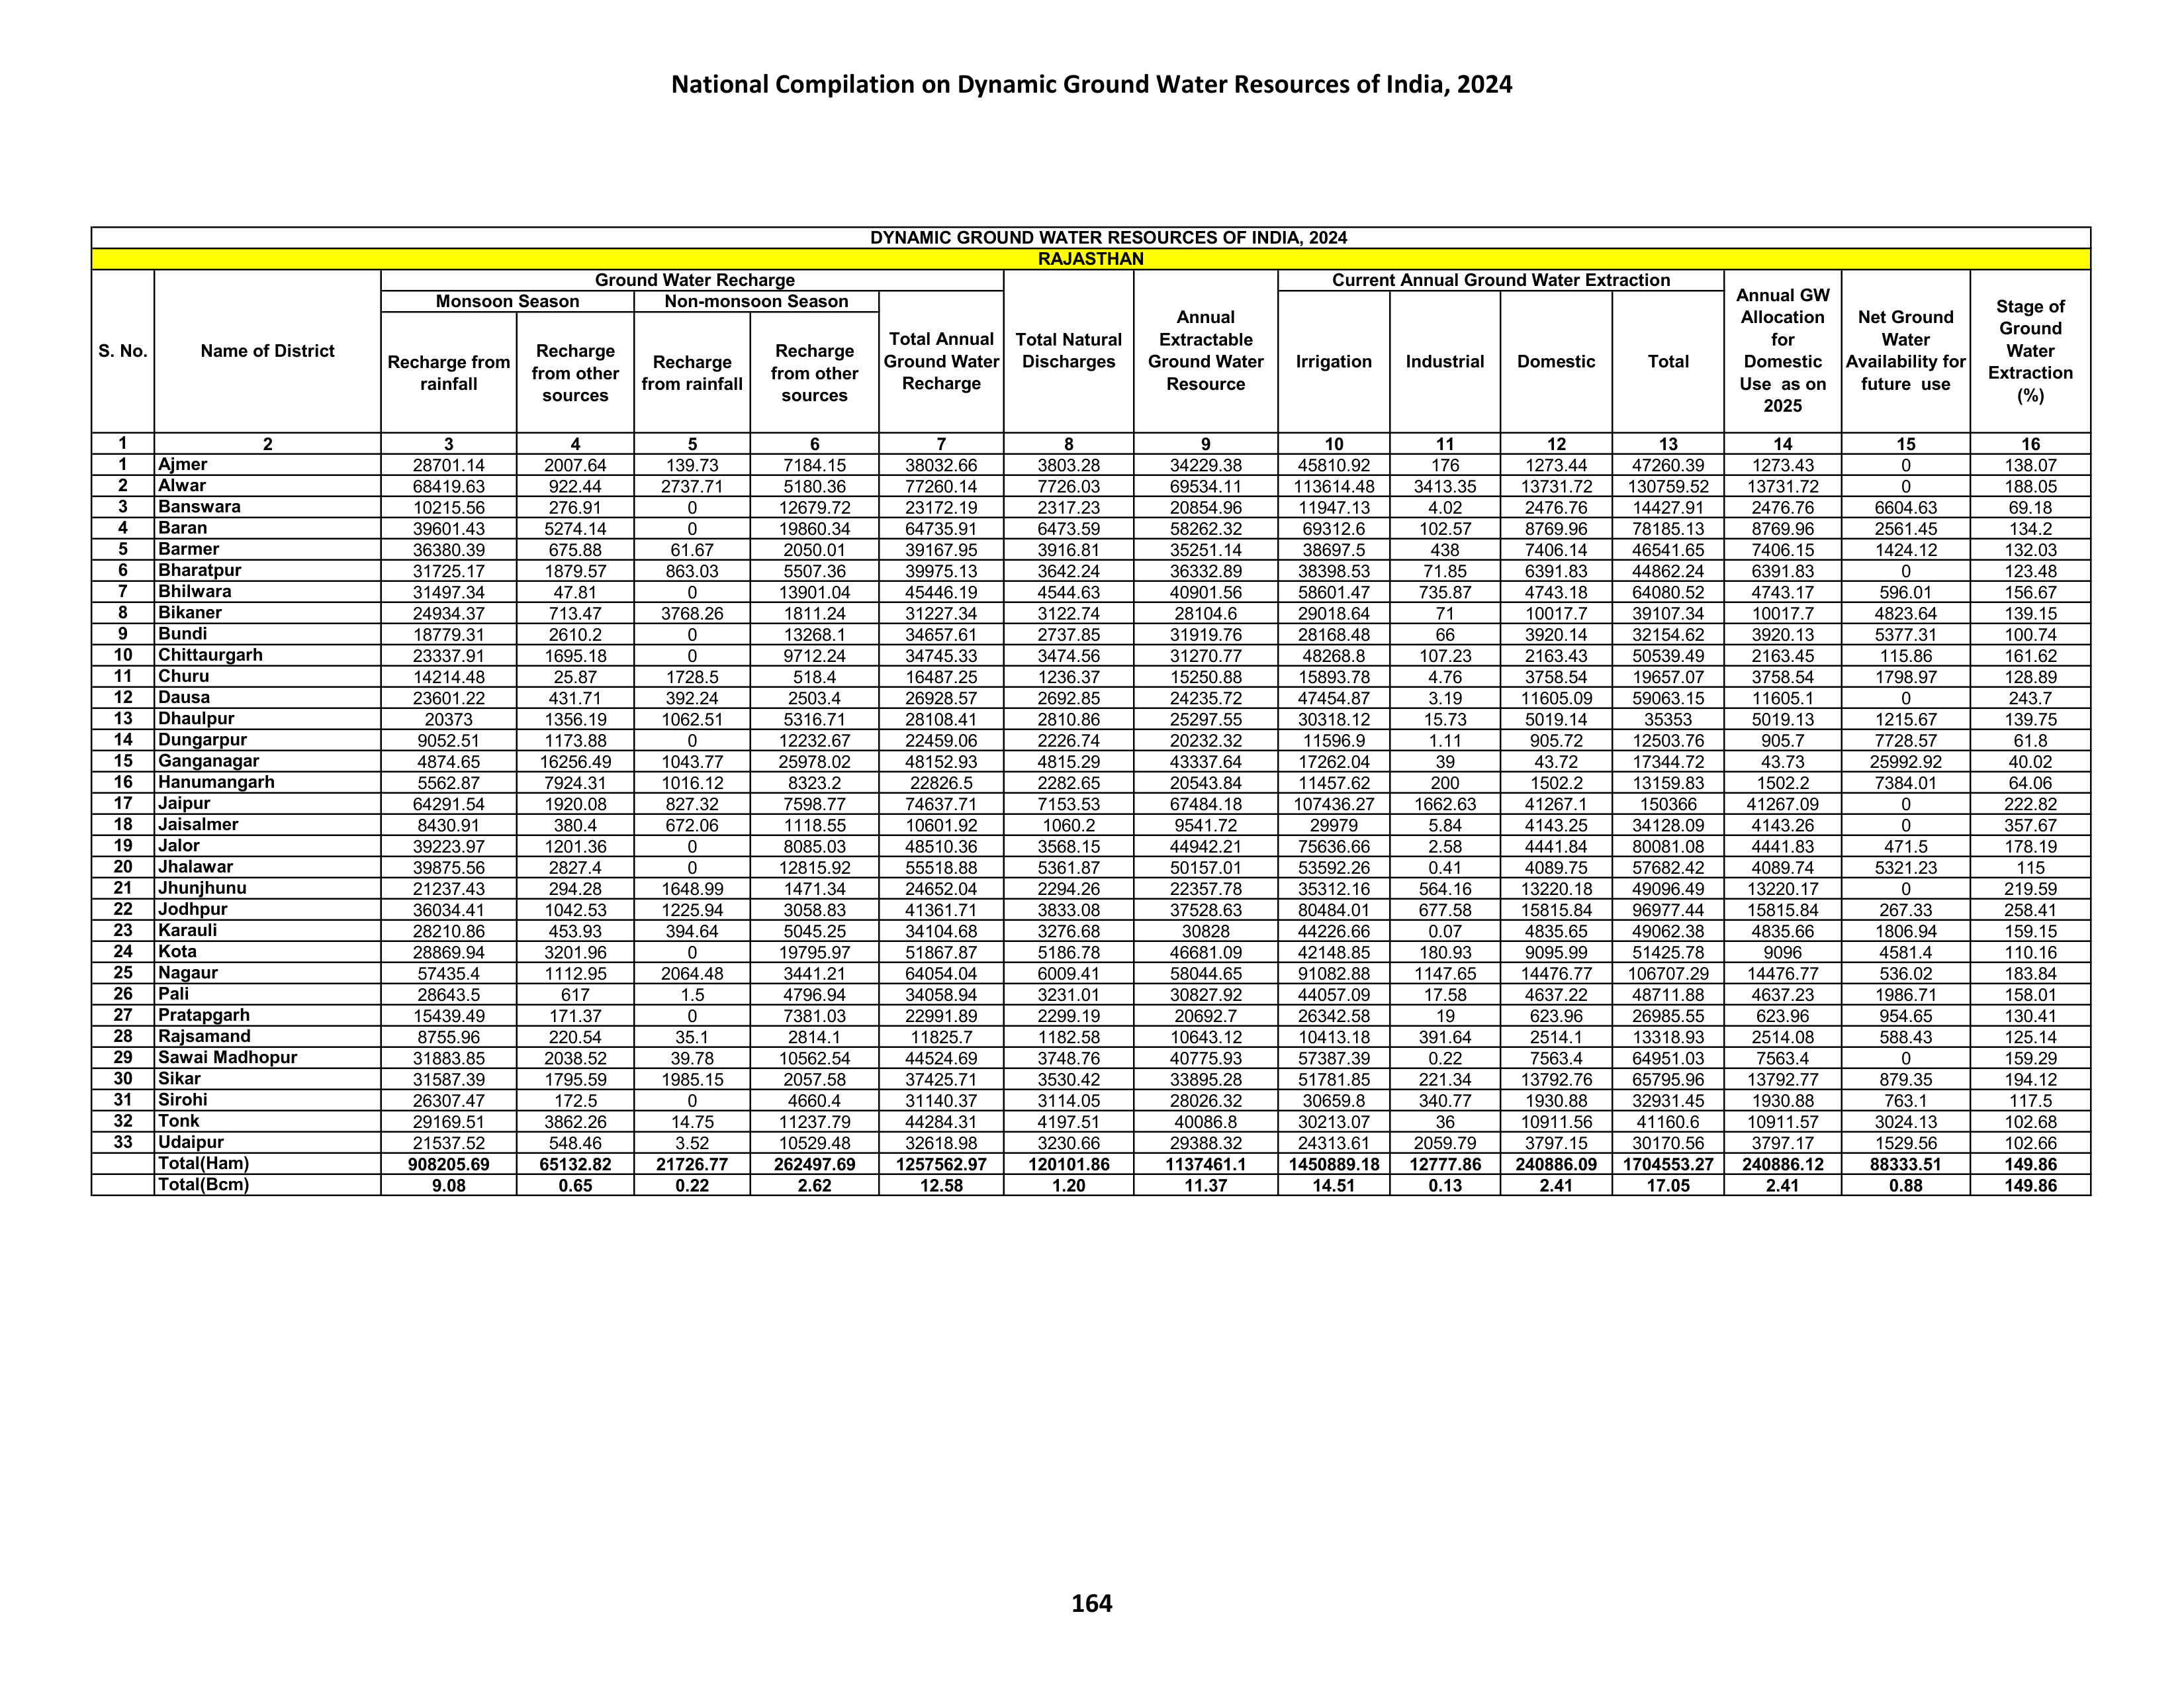 National Compilation on Dynamic Ground Water Resources of India, 2024
DYNAMIC GROUND WATER RESOURCES OF INDIA, 2024
RAJASTHAN
S. No. Name of District Ground Water Recharge Total Natural Discharges Annual Extractable Ground Water Resource Current Annual Ground Water Extraction Annual GW Allocation for Domestic Use as on 2025 Net Ground Water Availability for future use Stage of Ground Water Extraction (%)
Monsoon Season Non-monsoon Season Total Annual Ground Water Recharge Irrigation Industrial Domestic Total
Recharge from rainfall Recharge from other sources Recharge from rainfall Recharge from other sources
1 2 3 4 5 6 7 8 9 10 11 12 13 14 15 16
1 Ajmer 28701.14 2007.64 139.73 7184.15 38032.66 3803.28 34229.38 45810.92 176 1273.44 47260.39 1273.43 0 138.07
2 Alwar 68419.63 922.44 2737.71 5180.36 77260.14 7726.03 69534.11 113614.48 3413.35 13731.72 130759.52 13731.72 0 188.05
3 Banswara 10215.56 276.91 0 12679.72 23172.19 2317.23 20854.96 11947.13 4.02 2476.76 14427.91 2476.76 6604.63 69.18
4 Baran 39601.43 5274.14 0 19860.34 64735.91 6473.59 58262.32 69312.6 102.57 8769.96 78185.13 8769.96 2561.45 134.2
5 Barmer 36380.39 675.88 61.67 2050.01 39167.95 3916.81 35251.14 38697.5 438 7406.14 46541.65 7406.15 1424.12 132.03
6 Bharatpur 31725.17 1879.57 863.03 5507.36 39975.13 3642.24 36332.89 38398.53 71.85 6391.83 44862.24 6391.83 0 123.48
7 Bhilwara 31497.34 47.81 0 13901.04 45446.19 4544.63 40901.56 58601.47 735.87 4743.18 64080.52 4743.17 596.01 156.67
8 Bikaner 24934.37 713.47 3768.26 1811.24 31227.34 3122.74 28104.6 29018.64 71 10017.7 39107.34 10017.7 4823.64 139.15
9 Bundi 18779.31 2610.2 0 13268.1 34657.61 2737.85 31919.76 28168.48 66 3920.14 32154.62 3920.13 5377.31 100.74
10 Chittaurgarh 23337.91 1695.18 0 9712.24 34745.33 3474.56 31270.77 48268.8 107.23 2163.43 50539.49 2163.45 115.86 161.62
11 Churu 14214.48 25.87 1728.5 518.4 16487.25 1236.37 15250.88 15893.78 4.76 3758.54 19657.07 3758.54 1798.97 128.89
12 Dausa 23601.22 431.71 392.24 2503.4 26928.57 2692.85 24235.72 47454.87 3.19 11605.09 59063.15 11605.1 0 243.7
13 Dhaulpur 20373 1356.19 1062.51 5316.71 28108.41 2810.86 25297.55 30318.12 15.73 5019.14 35353 5019.13 1215.67 139.75
14 Dungarpur 9052.51 1173.88 0 12232.67 22459.06 2226.74 20232.32 11596.9 1.11 905.72 12503.76 905.7 7728.57 61.8
15 Ganganagar 4874.65 16256.49 1043.77 25978.02 48152.93 4815.29 43337.64 17262.04 39 43.72 17344.72 43.73 25992.92 40.02
16 Hanumangarh 5562.87 7924.31 1016.12 8323.2 22826.5 2282.65 20543.84 11457.62 200 1502.2 13159.83 1502.2 7384.01 64.06
17 Jaipur 64291.54 1920.08 827.32 7598.77 74637.71 7153.53 67484.18 107436.27 1662.63 41267.1 150366 41267.09 0 222.82
18 Jaisalmer 8430.91 380.4 672.06 1118.55 10601.92 1060.2 9541.72 29979 5.84 4143.25 34128.09 4143.26 0 357.67
19 Jalor 39223.97 1201.36 0 8085.03 48510.36 3568.15 44942.21 75636.66 2.58 4441.84 80081.08 4441.83 471.5 178.19
20 Jhalawar 39875.56 2827.4 0 12815.92 55518.88 5361.87 50157.01 53592.26 0.41 4089.75 57682.42 4089.74 5321.23 115
21 Jhunjhunu 21237.43 294.28 1648.99 1471.34 24652.04 2294.26 22357.78 35312.16 564.16 13220.18 49096.49 13220.17 0 219.59
22 Jodhpur 36034.41 1042.53 1225.94 3058.83 41361.71 3833.08 37528.63 80484.01 677.58 15815.84 96977.44 15815.84 267.33 258.41
23 Karauli 28210.86 453.93 394.64 5045.25 34104.68 3276.68 30828 44226.66 0.07 4835.65 49062.38 4835.66 1806.94 159.15
24 Kota 28869.94 3201.96 0 19795.97 51867.87 5186.78 46681.09 42148.85 180.93 9095.99 51425.78 9096 4581.4 110.16
25 Nagaur 57435.4 1112.95 2064.48 3441.21 64054.04 6009.41 58044.65 91082.88 1147.65 14476.77 106707.29 14476.77 536.02 183.84
26 Pali 28643.5 617 1.5 4796.94 34058.94 3231.01 30827.92 44057.09 17.58 4637.22 48711.88 4637.23 1986.71 158.01
27 Pratapgarh 15439.49 171.37 0 7381.03 22991.89 2299.19 20692.7 26342.58 19 623.96 26985.55 623.96 954.65 130.41
28 Rajsamand 8755.96 220.54 35.1 2814.1 11825.7 1182.58 10643.12 10413.18 391.64 2514.1 13318.93 2514.08 588.43 125.14
29 Sawai Madhopur 31883.85 2038.52 39.78 10562.54 44524.69 3748.76 40775.93 57387.39 0.22 7563.4 64951.03 7563.4 0 159.29
30 Sikar 31587.39 1795.59 1985.15 2057.58 37425.71 3530.42 33895.28 51781.85 221.34 13792.76 65795.96 13792.77 879.35 194.12
31 Sirohi 26307.47 172.5 0 4660.4 31140.37 3114.05 28026.32 30659.8 340.77 1930.88 32931.45 1930.88 763.1 117.5
32 Tonk 29169.51 3862.26 14.75 11237.79 44284.31 4197.51 40086.8 30213.07 36 10911.56 41160.6 10911.57 3024.13 102.68
33 Udaipur 21537.52 548.46 3.52 10529.48 32618.98 3230.66 29388.32 24313.61 2059.79 3797.15 30170.56 3797.17 1529.56 102.66
Total(Ham) 908205.69 65132.82 21726.77 262497.69 1257562.97 120101.86 1137461.1 1450889.18 12777.86 240886.09 1704553.27 240886.12 88333.51 149.86
Total(Bcm) 9.08 0.65 0.22 2.62 12.58 1.20 11.37 14.51 0.13 2.41 17.05 2.41 0.88 149.86
164